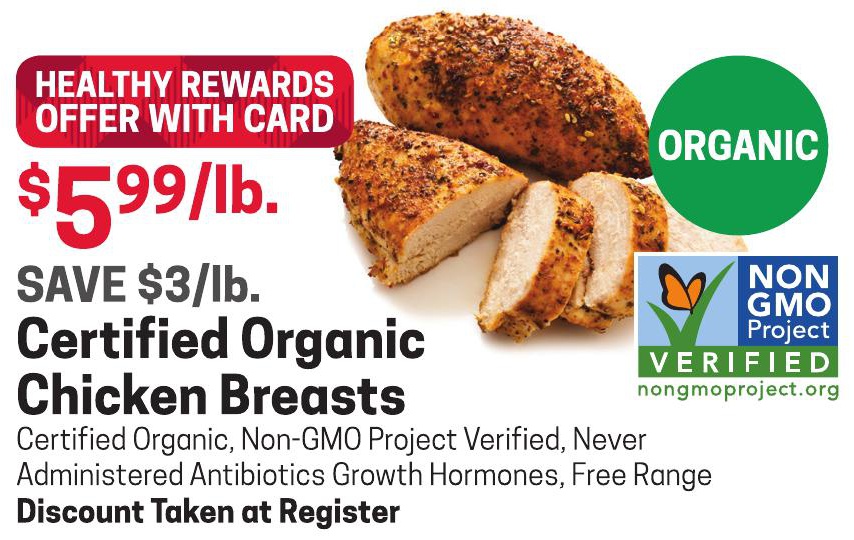 HEALTHY REWARDS
OFFER WITH CARD
$5.99/lb.
SAVE $3/lb.
Certified Organic
Chicken Breasts
Certified Organic, Non-GMO Project Verified, Never
Administered Antibiotics Growth Hormones, Free Range
Discount Taken at Register
ORGANIC
NON
GMO
Project
VERIFIED
nongmoproject.org